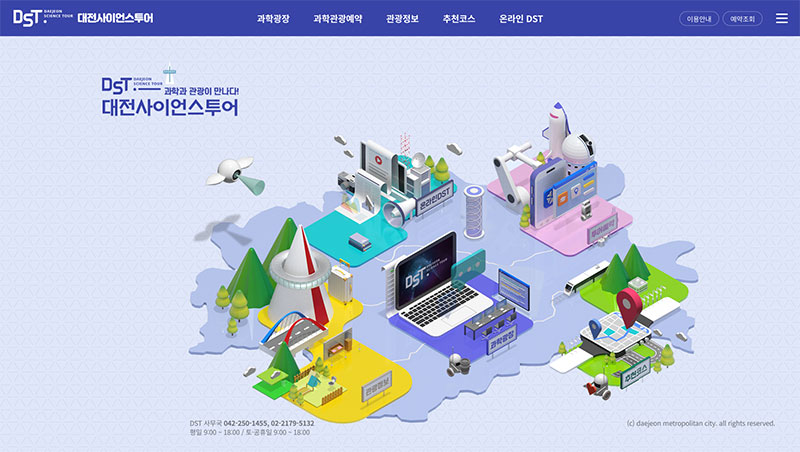 DST. DAEJEON SCIENCE TOUR 대전사이언스투어 과학광장 과학관광예약 관광정보 추천코스 온라인 DST 이용안내 예약조회
DST. DAEJEON SCIENCE TOUR 과학과 관광이 만나다!
대전사이언스투어
온라인DST
투어예약
DST.
과학광장
추천코스
관광정보
DST 사무국 042-250-1455, 02-2179-5132
평일 9:00 ~ 18:00 / 토·공휴일 9:00 ~ 18:00
(c) daejeon metropolitan city. all rights reserved.